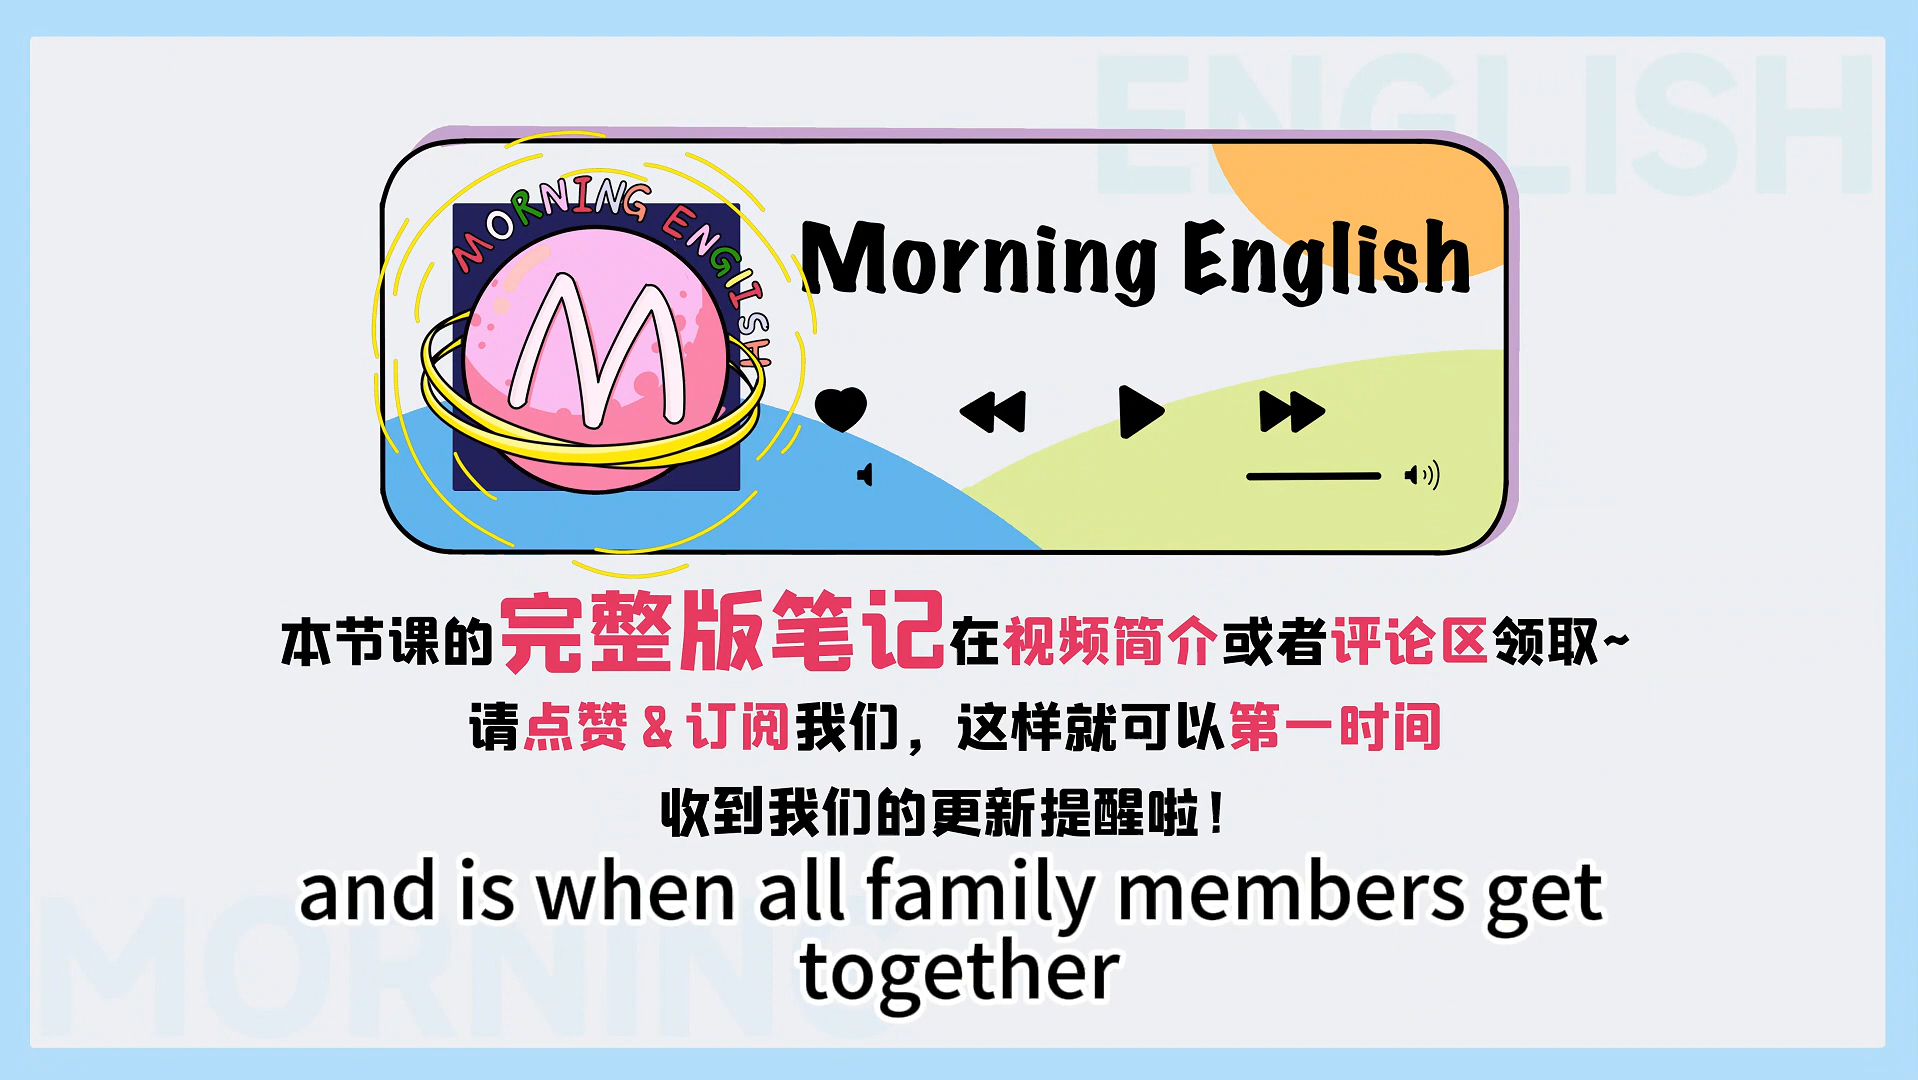 ENGLISH
MORNING ENGLISH
M
Morning English
本节课的完整版笔记在视频简介或者评论区领取~
请点赞&订阅我们，这样就可以第一时间
收到我们的更新提醒啦！
and is when all family members get
together
MORNING